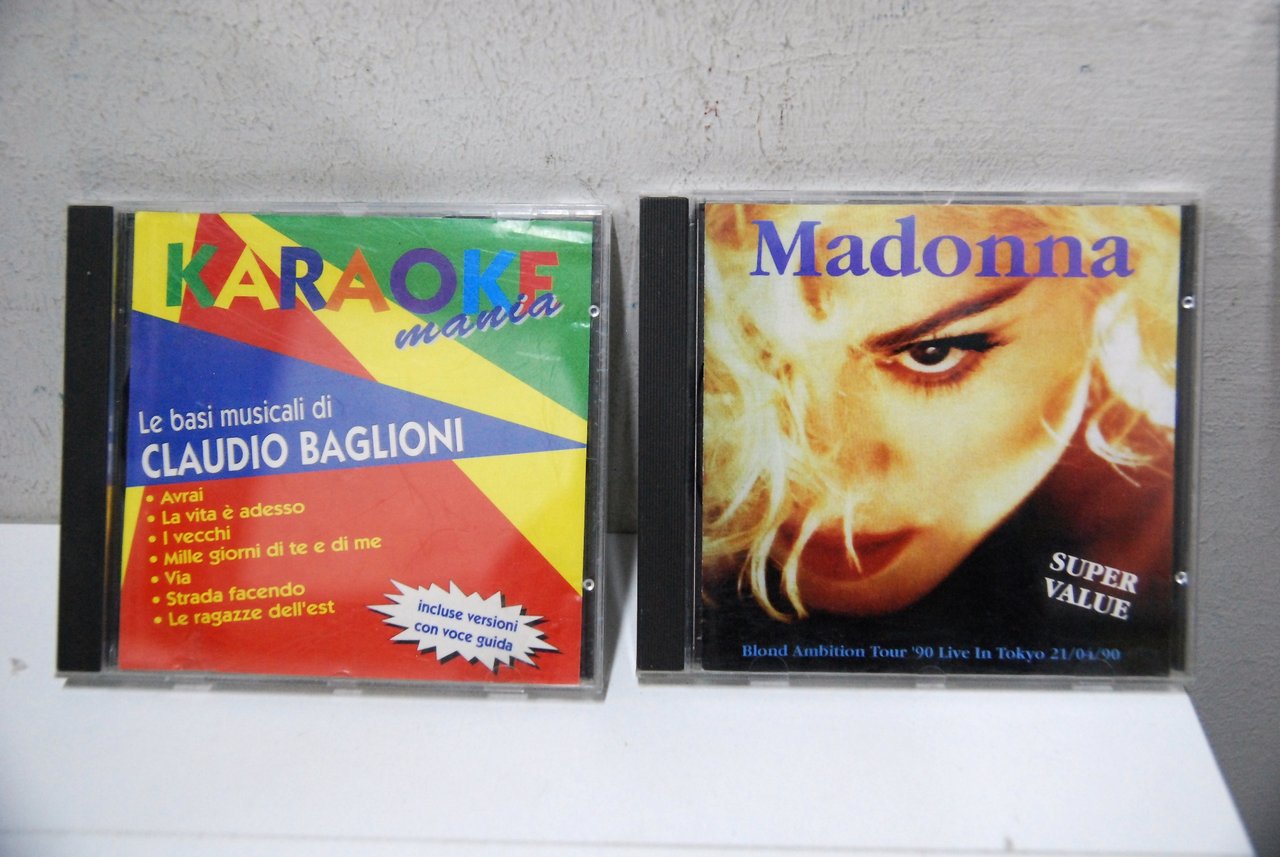 KARAOKE
mania
Le basi musicali di
CLAUDIO BAGLIONI
• Avrai
• La vita è adesso
• I vecchi
• Mille giorni di te e di me
• Via
• Strada facendo
• Le ragazze dell'est
incluse versioni
con voce guida
Madonna
SUPER
VALUE
Blond Ambition Tour '90 Live In Tokyo 21/04/90